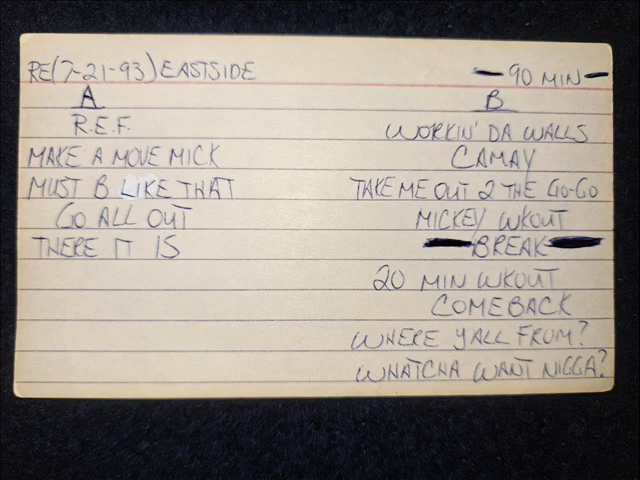 RE(7-21-93) EASTSIDE
— 90 MIN —
A
R.E.F.
MAKE A MOVE MICK
MUST B LIKE THAT
GO ALL OUT
THERE IT IS
B
WORKIN' DA WALLS
CAMAY
TAKE ME OUT 2 THE GO-GO
MICKEY WKOUT
— BREAK —
20 MIN WKOUT
COMEBACK
WHERE YALL FROM?
WHATCHA WANT NIGGA?